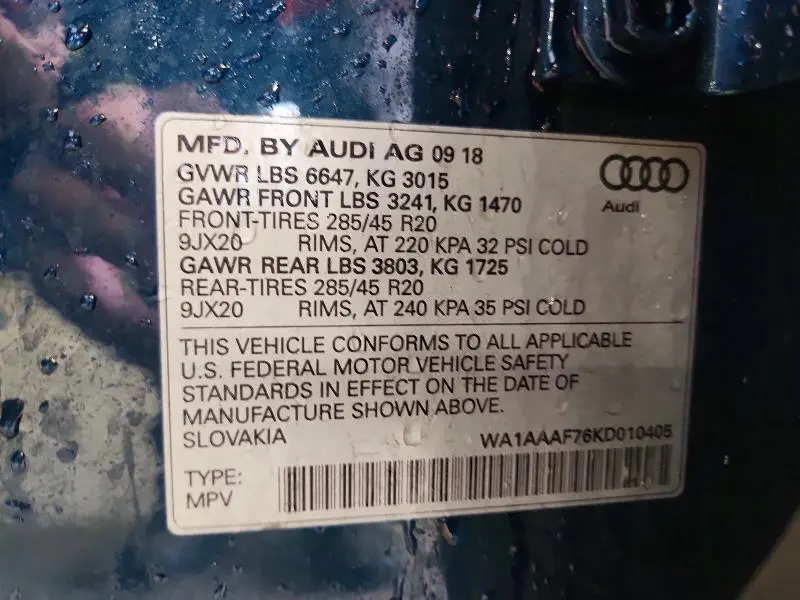 MFD. BY AUDI AG 09 18
GVWR LBS 6647, KG 3015
GAWR FRONT LBS 3241, KG 1470
FRONT-TIRES 285/45 R20
9JX20 RIMS, AT 220 KPA 32 PSI COLD
GAWR REAR LBS 3803, KG 1725
REAR-TIRES 285/45 R20
9JX20 RIMS, AT 240 KPA 35 PSI COLD
Audi
THIS VEHICLE CONFORMS TO ALL APPLICABLE
U.S. FEDERAL MOTOR VEHICLE SAFETY
STANDARDS IN EFFECT ON THE DATE OF
MANUFACTURE SHOWN ABOVE.
SLOVAKIA WA1AAAF76KD010405
TYPE:
MPV